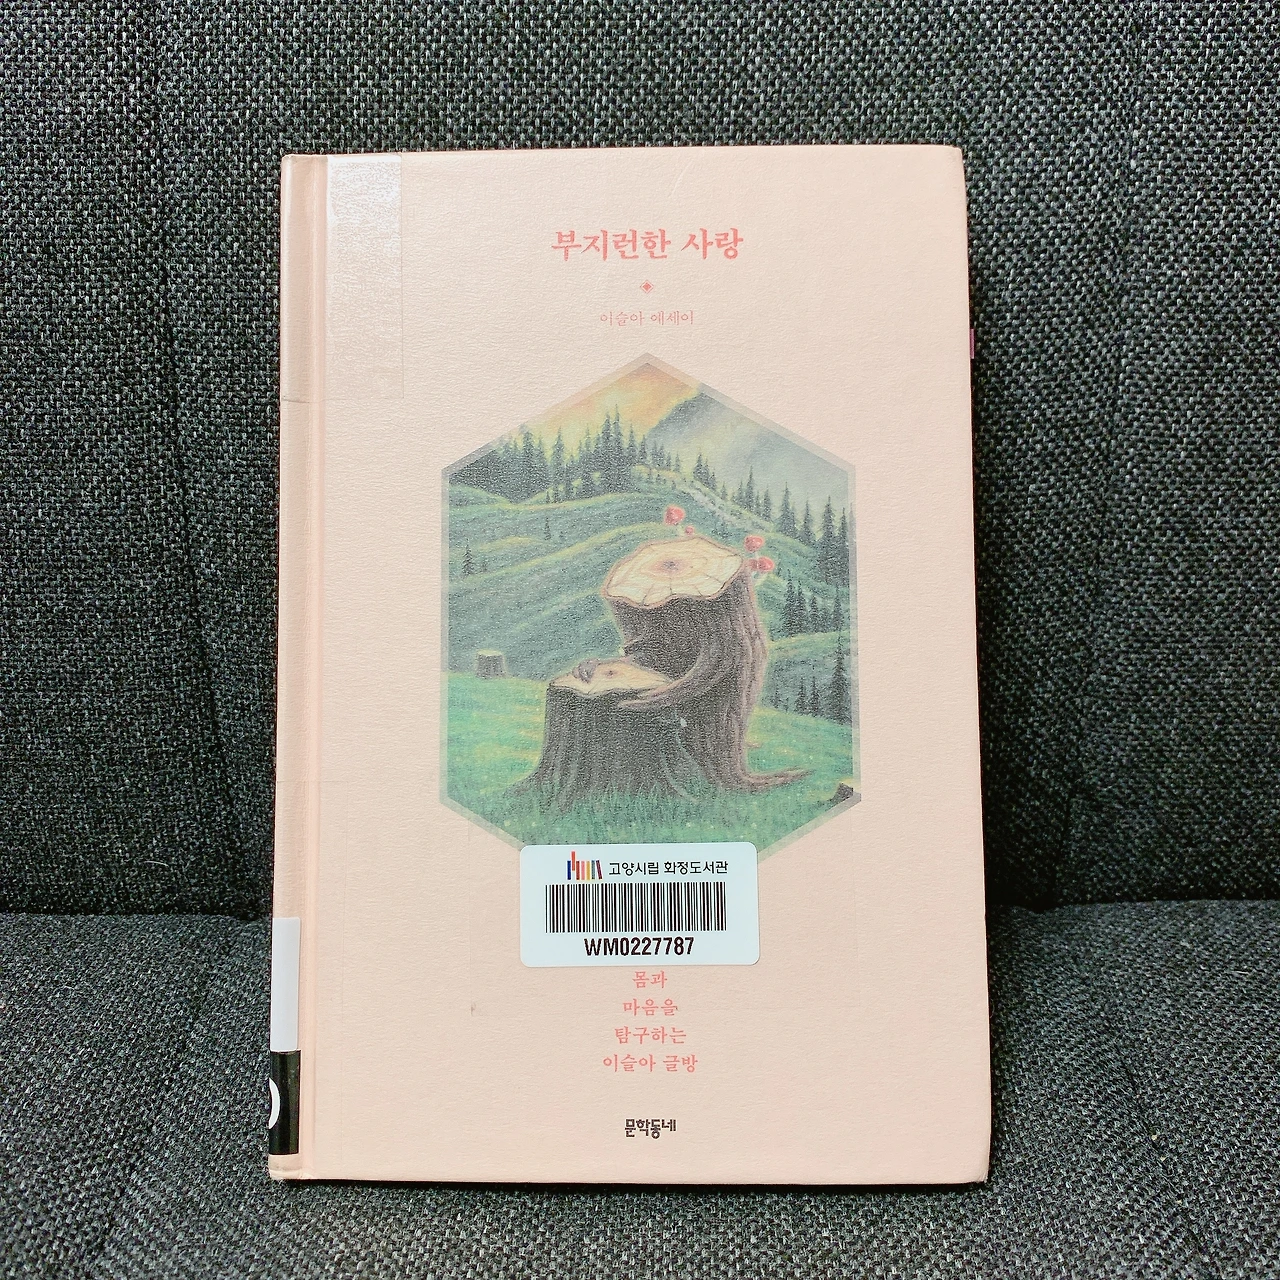 부지런한 사랑
이슬아 에세이
고양시립 화정도서관
WM0227787
몸과
마음을
탐구하는
이슬아 글방
문학동네